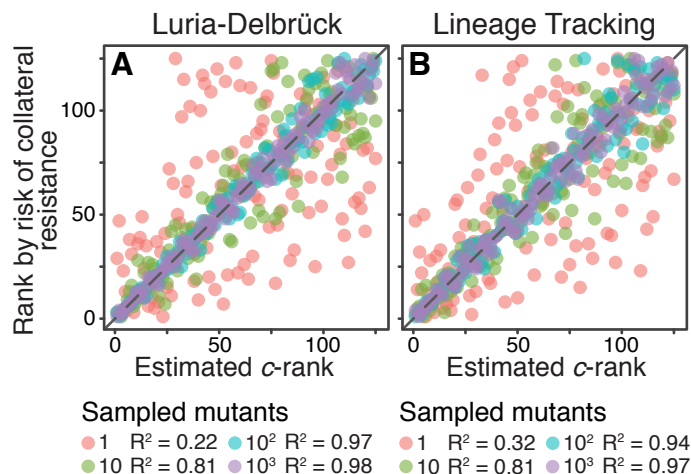 Luria-Delbrück
Lineage Tracking
A
B
Rank by risk of collateral
resistance
100
50
0
0
50
100
0
50
100
Estimated c-rank
Estimated c-rank
Sampled mutants
1 R² = 0.22
10² R² = 0.97
10 R² = 0.81
10³ R² = 0.98
Sampled mutants
1 R² = 0.32
10² R² = 0.94
10 R² = 0.81
10³ R² = 0.97